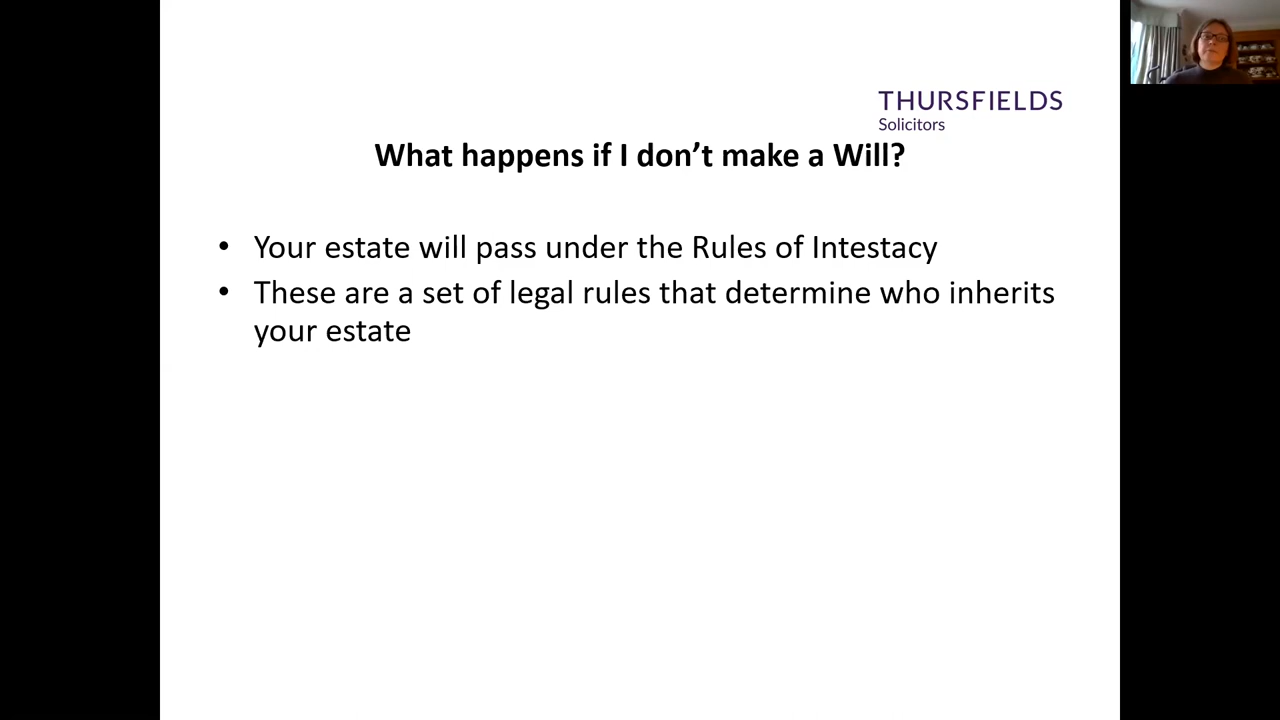 THURSFIELDS
Solicitors
What happens if I don’t make a Will?
• Your estate will pass under the Rules of Intestacy
• These are a set of legal rules that determine who inherits
your estate